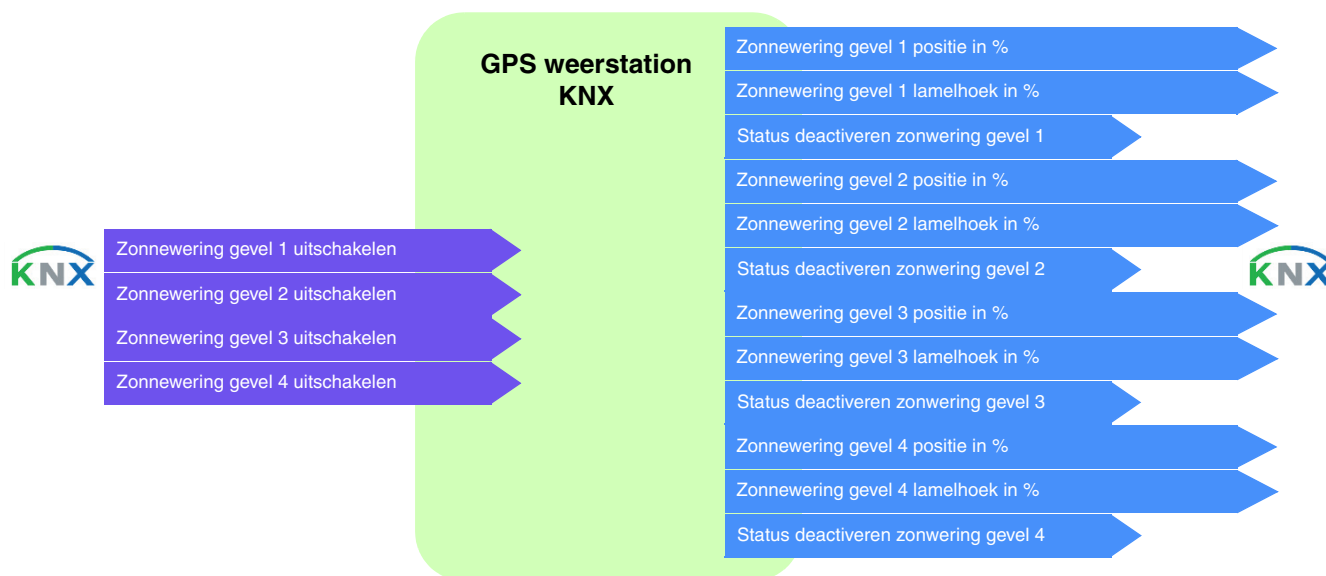 GPS weerstation
KNX
KNX
Zonnewering gevel 1 uitschakelen
Zonnewering gevel 2 uitschakelen
Zonnewering gevel 3 uitschakelen
Zonnewering gevel 4 uitschakelen
Zonnewering gevel 1 positie in %
Zonnewering gevel 1 lamelhoek in %
Status deactiveren zonwering gevel 1
Zonnewering gevel 2 positie in %
Zonnewering gevel 2 lamelhoek in %
Status deactiveren zonwering gevel 2
Zonnewering gevel 3 positie in %
Zonnewering gevel 3 lamelhoek in %
Status deactiveren zonwering gevel 3
Zonnewering gevel 4 positie in %
Zonnewering gevel 4 lamelhoek in %
Status deactiveren zonwering gevel 4
KNX